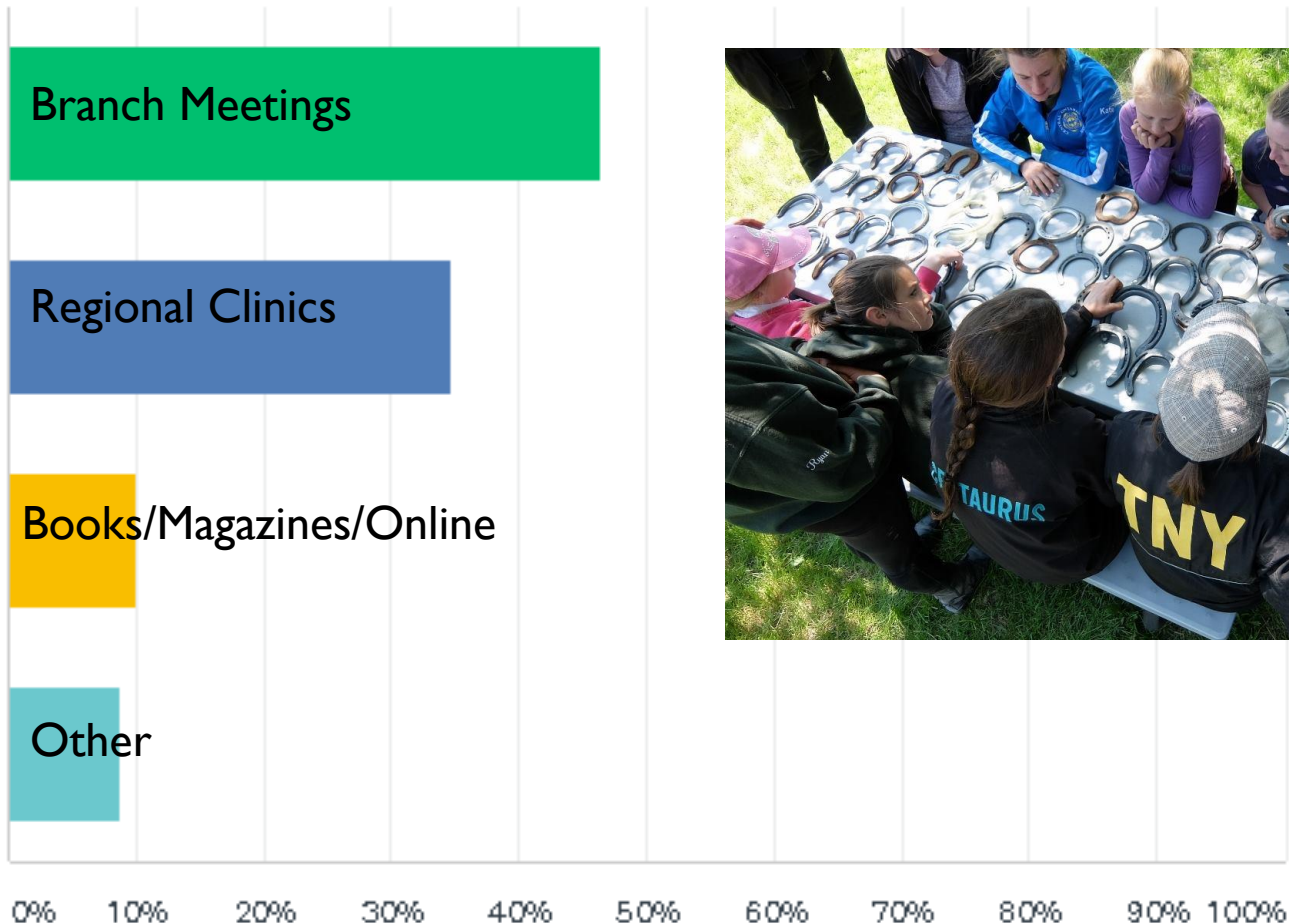 Branch Meetings
Regional Clinics
Books/Magazines/Online
Other
Ryan
TAURUS
TNY
0% 10% 20% 30% 40% 50% 60% 70% 80% 90% 100%